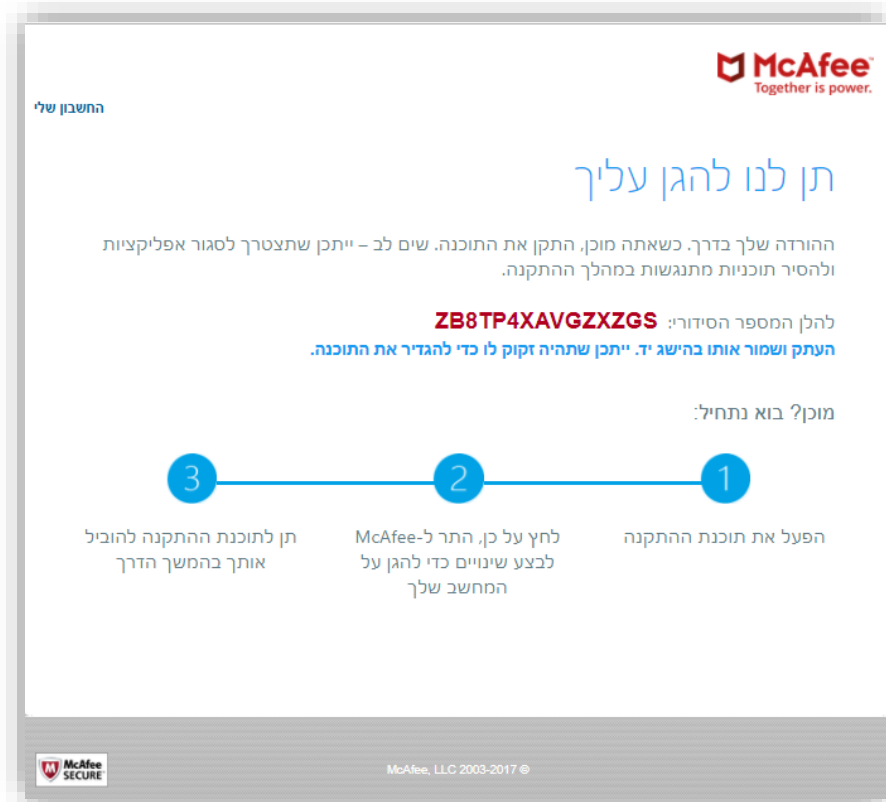 McAfee™
Together is power.
החשבון שלי
תן לנו להגן עליך
ההורדה שלך בדרך. כשאתה מוכן, התקן את התוכנה. שים לב – ייתכן שתצטרך לסגור אפליקציות
ולהסיר תוכניות מתנגשות במהלך ההתקנה.
להלן המספר הסידורי: ZB8TP4XAVGZXZGS
העתק ושמור אותו בהישג יד. ייתכן שתהיה זקוק לו כדי להגדיר את התוכנה.
מוכן? בוא נתחיל:
1
2
3
הפעל את תוכנת ההתקנה
לחץ על כן, התר ל-McAfee
לבצע שינויים כדי להגן על
המחשב שלך
תן לתוכנת ההתקנה להוביל
אותך בהמשך הדרך
McAfee
SECURE™
McAfee, LLC 2003-2017 ©